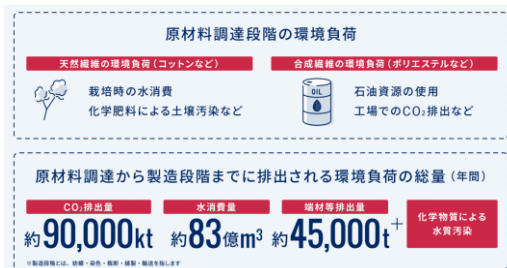 原材料調達段階の環境負荷
天然繊維の環境負荷(コットンなど)
栽培時の水消費
化学肥料による土壌汚染など
合成繊維の環境負荷(ポリエステルなど)
OIL
石油資源の使用
工場でのCO₂排出など
原材料調達から製造段階までに排出される環境負荷の総量(年間)
CO₂排出量
約90,000kt
水消費量
約83億m³
端材等排出量
約45,000t
+
化学物質による
水質汚染
※製造段階とは、紡績・染色・裁断・縫製・輸送を指します